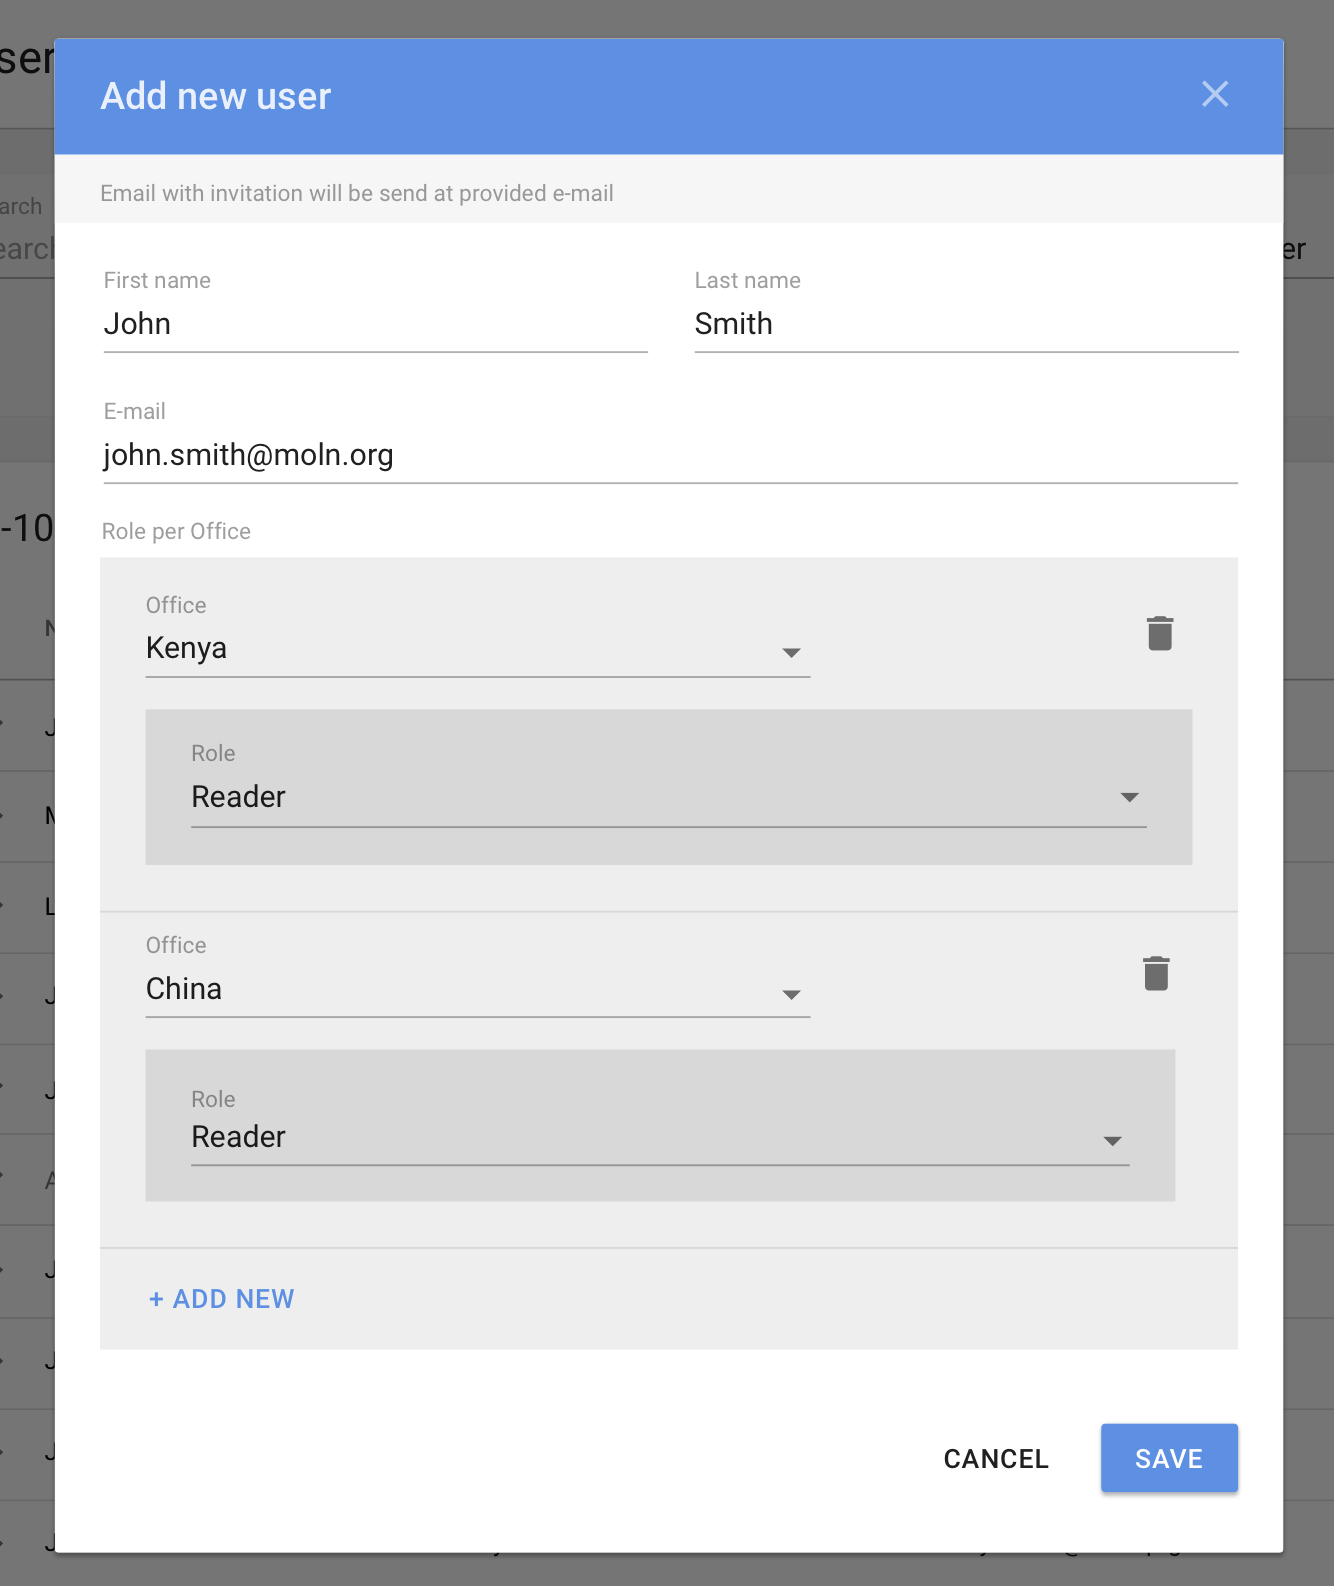 Add new user
Email with invitation will be send at provided e-mail
First name
John
Last name
Smith
E-mail
john.smith@moln.org
Role per Office
Office
Kenya
Role
Reader
Office
China
Role
Reader
+ ADD NEW
CANCEL
SAVE